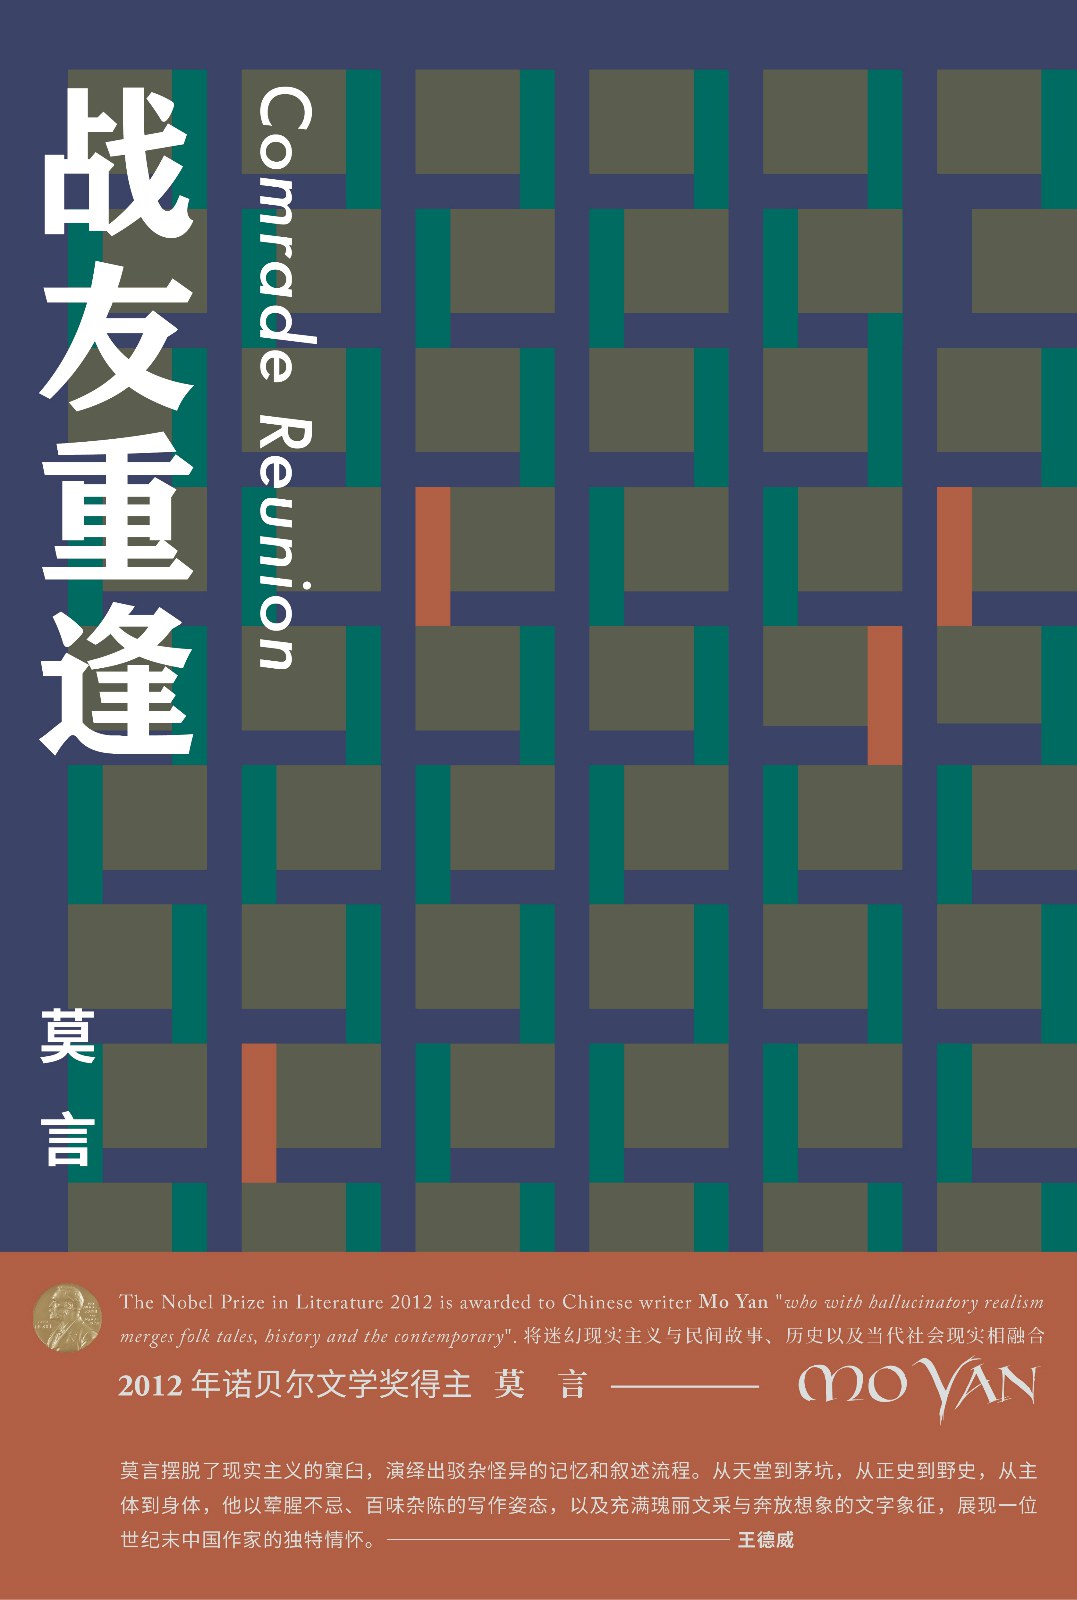 战友重逢
Comrade Reunion
莫言
The Nobel Prize in Literature 2012 is awarded to Chinese writer Mo Yan "who with hallucinatory realism
merges folk tales, history and the contemporary". 将迷幻现实主义与民间故事、历史以及当代社会现实相融合
2012 年诺贝尔文学奖得主 莫 言 —— MO YAN
莫言摆脱了现实主义的窠臼，演绎出驳杂怪异的记忆和叙述流程。从天堂到茅坑，从正史到野史，从主
体到身体，他以荤腥不忌、百味杂陈的写作姿态，以及充满瑰丽文采与奔放想象的文字象征，展现一位
世纪末中国作家的独特情怀。——王德威